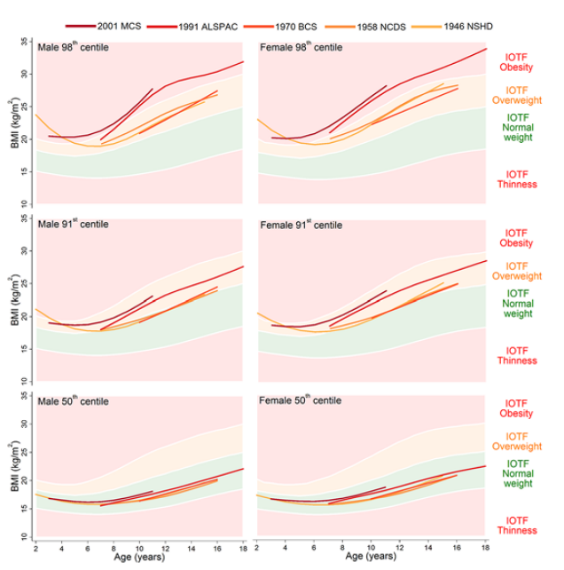 2001 MCS 1991 ALSPAC 1970 BCS 1958 NCDS 1946 NSHD
Male 98th centile
Female 98th centile
35
30
25
20
15
10
BMI (kg/m²)
IOTF
Obesity
IOTF
Overweight
IOTF
Normal
weight
IOTF
Thinness
Male 91st centile
Female 91st centile
35
30
25
20
15
10
BMI (kg/m²)
IOTF
Obesity
IOTF
Overweight
IOTF
Normal
weight
IOTF
Thinness
Male 50th centile
Female 50th centile
35
30
25
20
15
10
BMI (kg/m²)
IOTF
Obesity
IOTF
Overweight
IOTF
Normal
weight
IOTF
Thinness
2 4 6 8 10 12 14 16 18
2 4 6 8 10 12 14 16 18
Age (years)
Age (years)